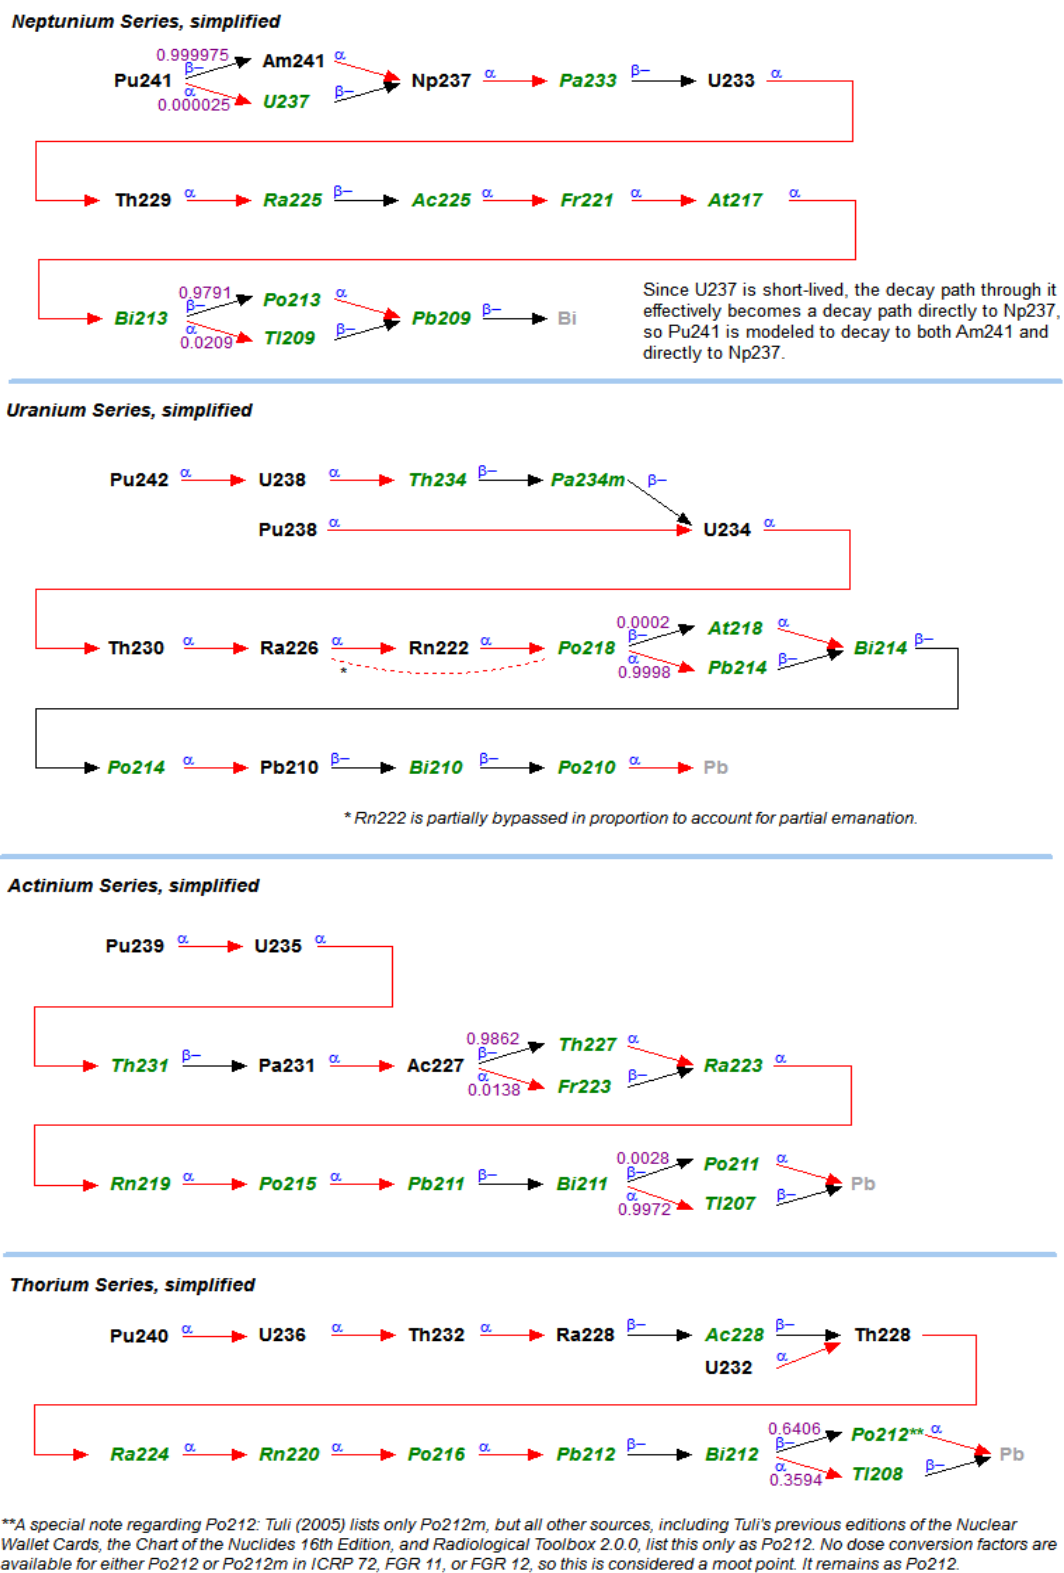 Neptunium Series, simplified
0.999975 Am241 α
Pu241 β− Np237 α Pa233 β− U233 α
α U237 β−
0.000025
Th229 α Ra225 β− Ac225 α Fr221 α At217 α
0.9791 Po213 α
Bi213 β− Pb209 β− Bi
α Tl209 β−
0.0209
Since U237 is short-lived, the decay path through it
effectively becomes a decay path directly to Np237,
so Pu241 is modeled to decay to both Am241 and
directly to Np237.
Uranium Series, simplified
Pu242 α U238 α Th234 β− Pa234m β−
Pu238 α U234 α
0.0002 At218 α
Th230 α Ra226 α Rn222 α Po218 β− Bi214 β−
* α Pb214 β−
0.9998
Po214 α Pb210 β− Bi210 β− Po210 α Pb
* Rn222 is partially bypassed in proportion to account for partial emanation.
Actinium Series, simplified
Pu239 α U235 α
0.9862 Th227 α
Th231 β− Pa231 α Ac227 β− Ra223 α
α Fr223 β−
0.0138
0.0028 Po211 α
Rn219 α Po215 α Pb211 β− Bi211 β− Pb
α Tl207 β−
0.9972
Thorium Series, simplified
Pu240 α U236 α Th232 α Ra228 β− Ac228 β− Th228
U232 α
0.6406 Po212** α
Ra224 α Rn220 α Po216 α Pb212 β− Bi212 β− Pb
α Tl208 β−
0.3594
**A special note regarding Po212: Tuli (2005) lists only Po212m, but all other sources, including Tuli's previous editions of the Nuclear
Wallet Cards, the Chart of the Nuclides 16th Edition, and Radiological Toolbox 2.0.0, list this only as Po212. No dose conversion factors are
available for either Po212 or Po212m in ICRP 72, FGR 11, or FGR 12, so this is considered a moot point. It remains as Po212.